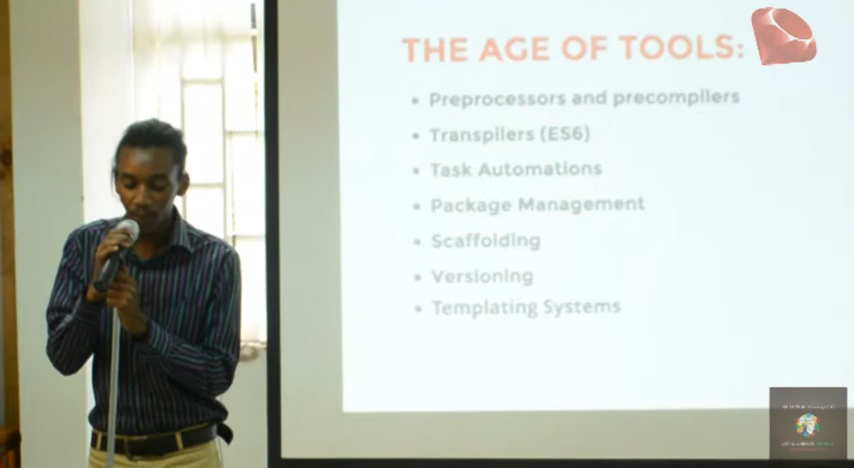 THE AGE OF TOOLS:
Preprocessors and precompilers
Transpilers (ES6)
Task Automations
Package Management
Scaffolding
Versioning
Templating Systems